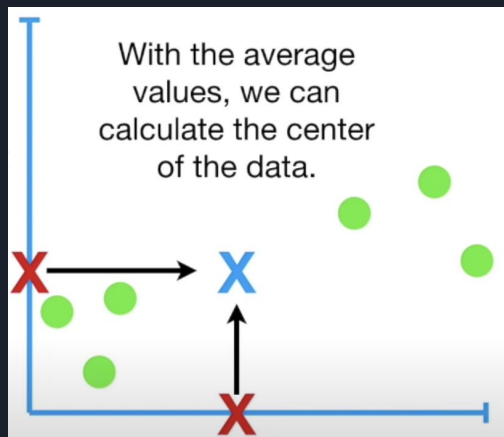 With the average
values, we can
calculate the center
of the data.
X
X
X